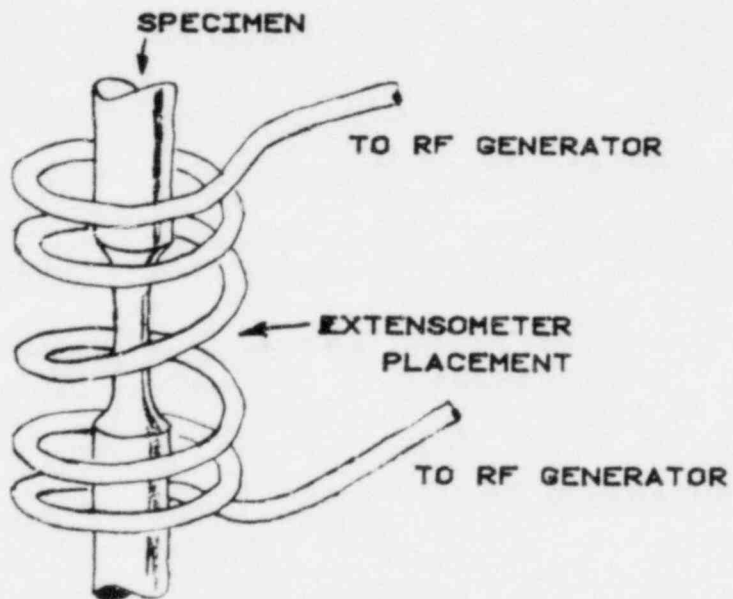 SPECIMEN
TO RF GENERATOR
EXTENSOMETER
PLACEMENT
TO RF GENERATOR